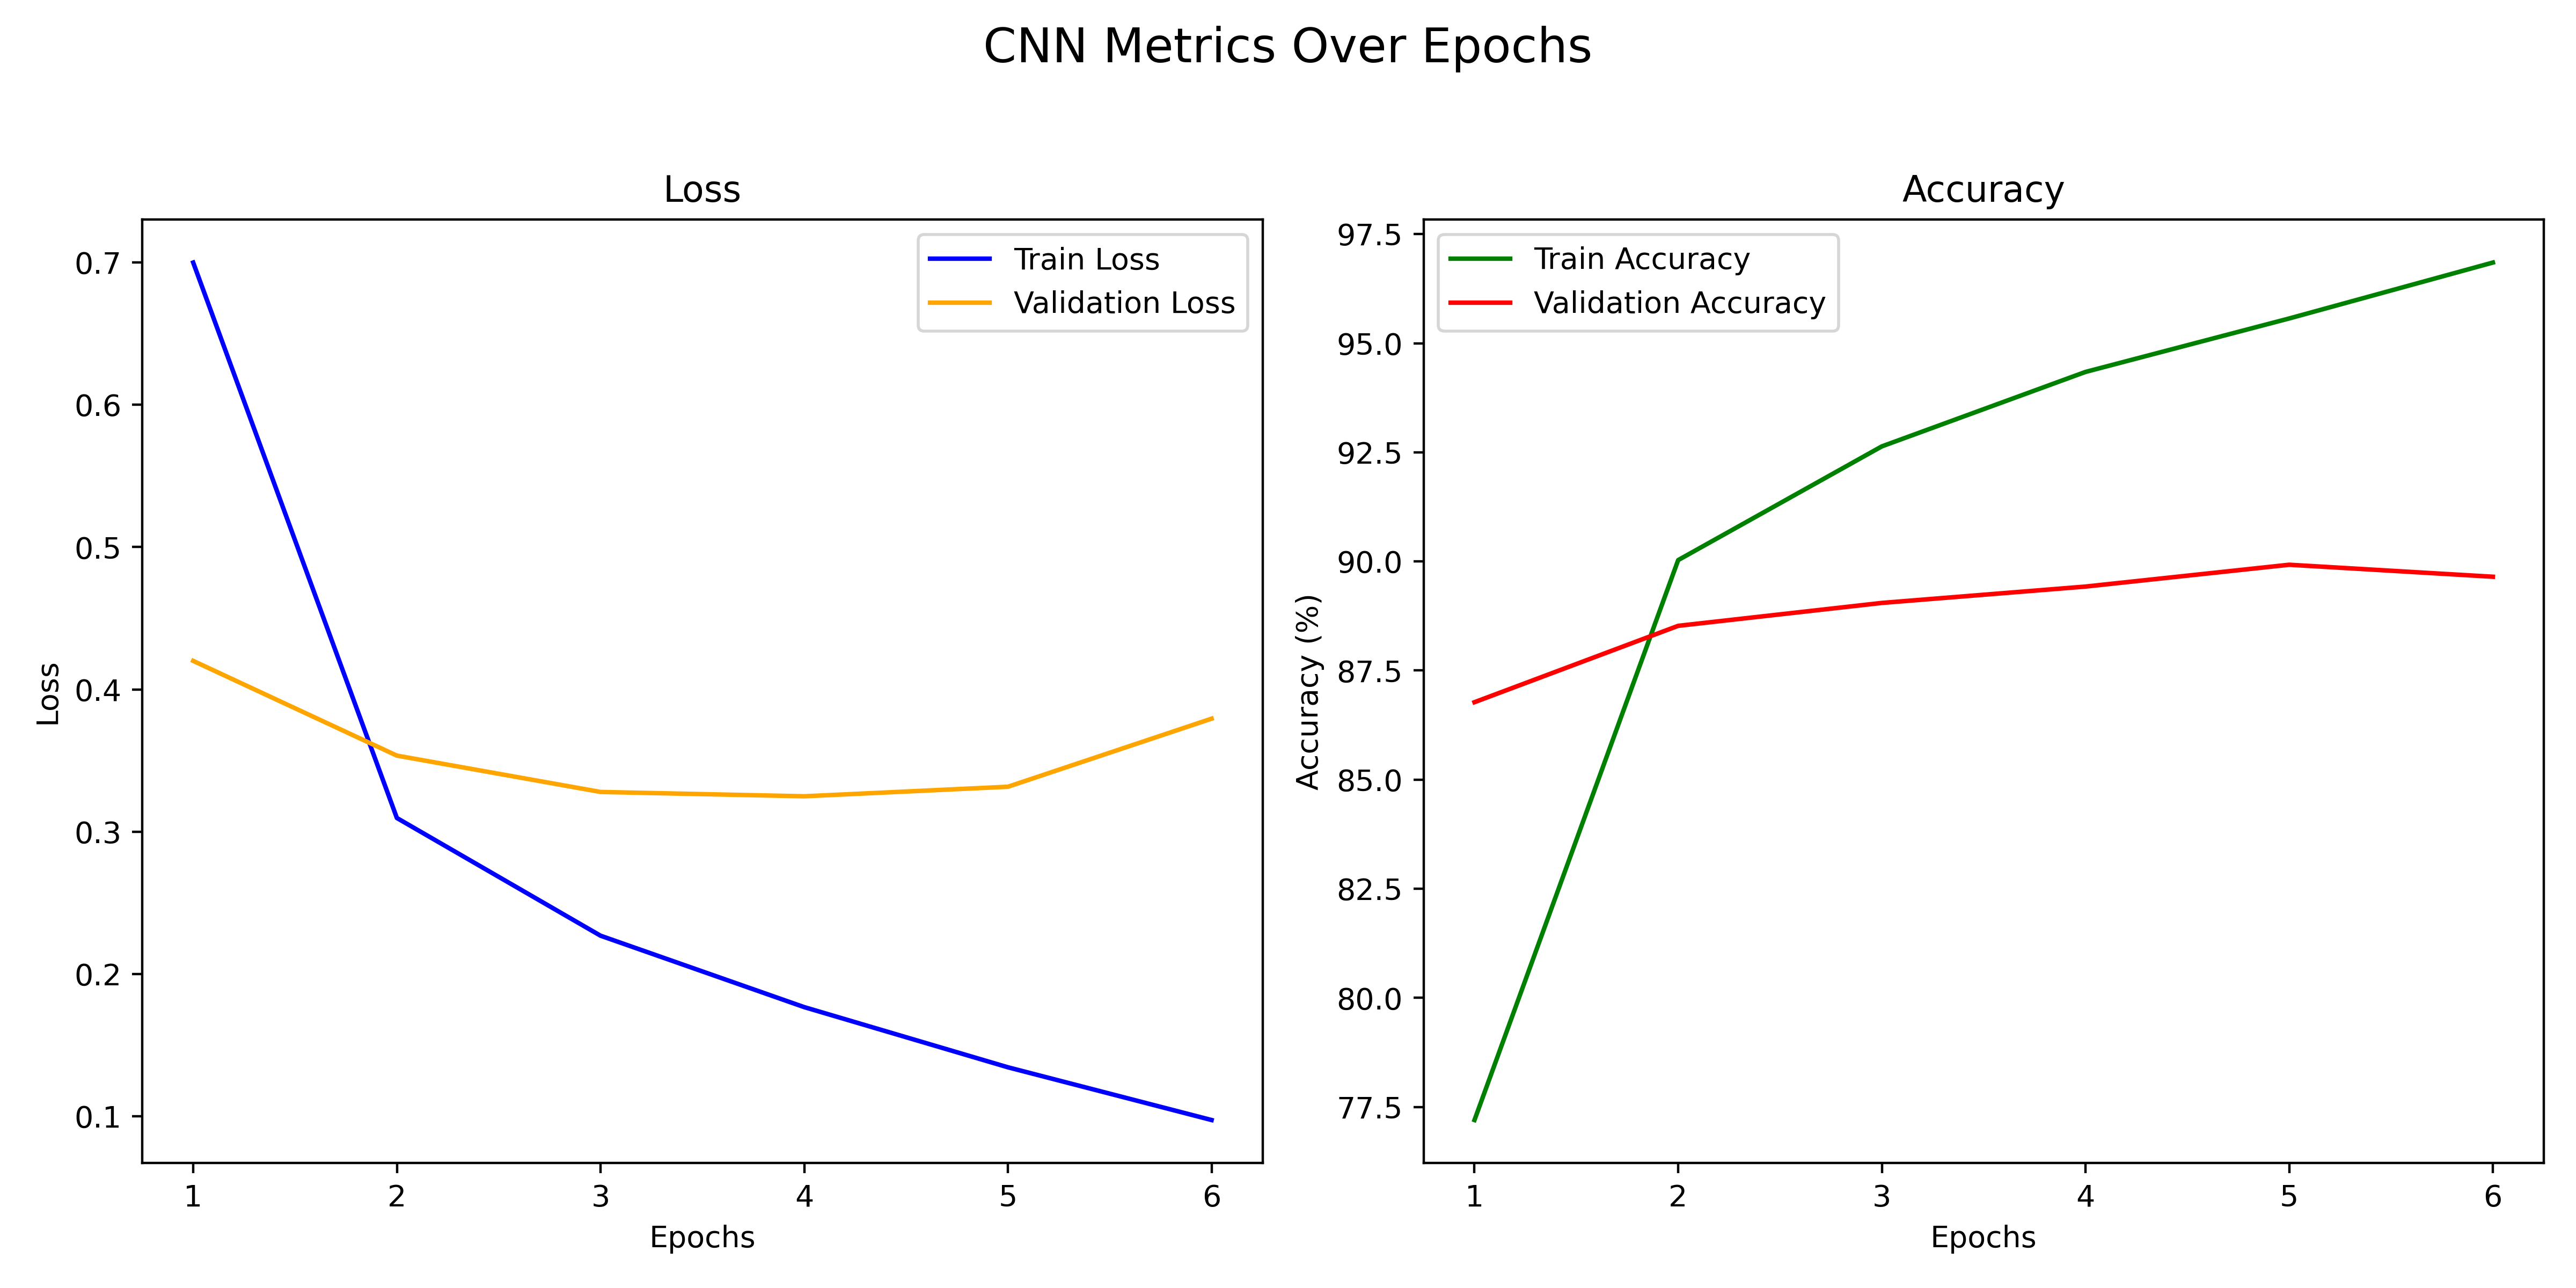 CNN Metrics Over Epochs
Loss
Train Loss
Validation Loss
0.7
0.6
0.5
0.4
0.3
0.2
0.1
Loss
1 2 3 4 5 6
Epochs
Accuracy
Train Accuracy
Validation Accuracy
97.5
95.0
92.5
90.0
87.5
85.0
82.5
80.0
77.5
Accuracy (%)
1 2 3 4 5 6
Epochs